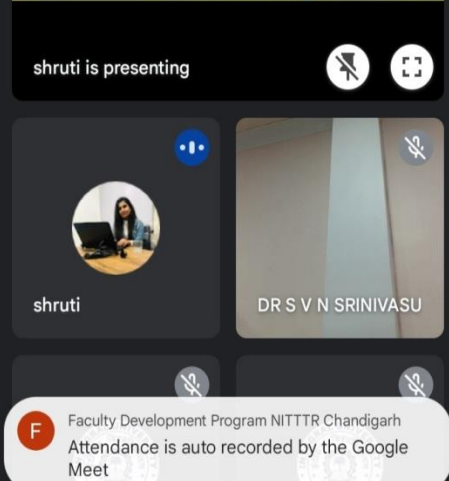 shruti is presenting
shruti
DR S V N SRINIVASU
F
Faculty Development Program NITTTR Chandigarh
Attendance is auto recorded by the Google
Meet